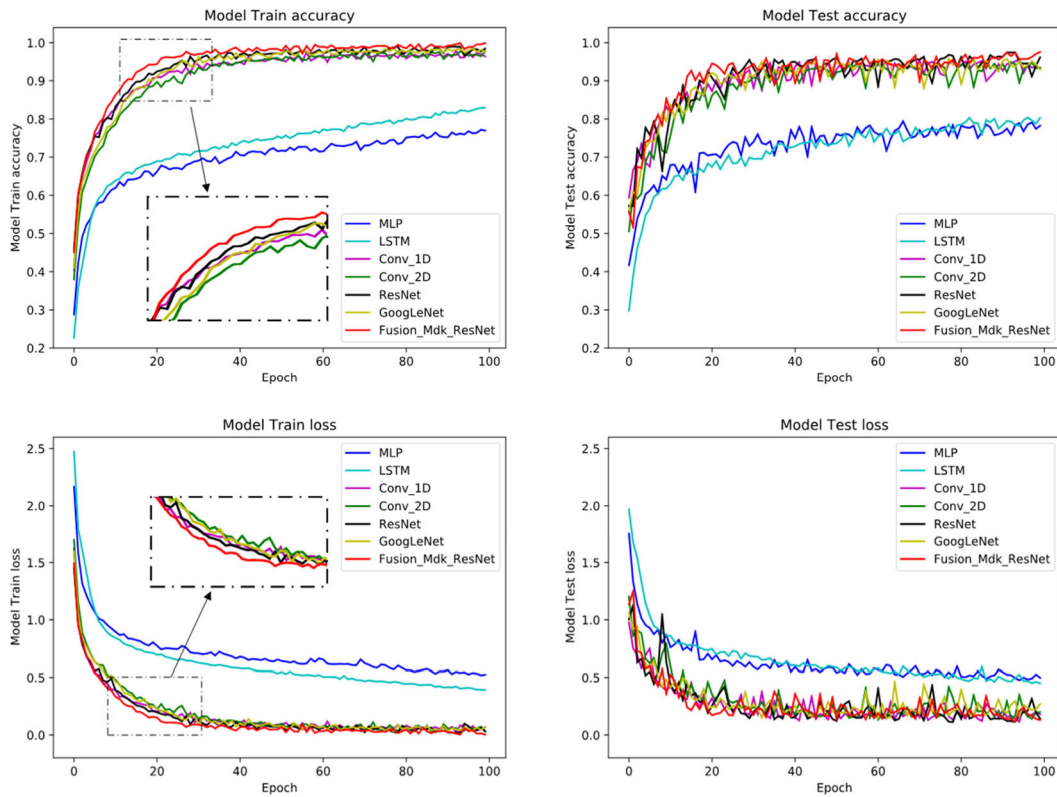 Model Train accuracy
Model Train accuracy
1.0
0.9
0.8
0.7
0.6
0.5
0.4
0.3
0.2
0
20
40
60
80
100
Epoch
MLP
LSTM
Conv_1D
Conv_2D
ResNet
GoogLeNet
Fusion_Mdk_ResNet
Model Test accuracy
Model Test accuracy
1.0
0.9
0.8
0.7
0.6
0.5
0.4
0.3
0.2
0
20
40
60
80
100
Epoch
MLP
LSTM
Conv_1D
Conv_2D
ResNet
GoogLeNet
Fusion_Mdk_ResNet
Model Train loss
Model Train loss
2.5
2.0
1.5
1.0
0.5
0.0
0
20
40
60
80
100
Epoch
MLP
LSTM
Conv_1D
Conv_2D
ResNet
GoogLeNet
Fusion_Mdk_ResNet
Model Test loss
Model Test loss
2.5
2.0
1.5
1.0
0.5
0.0
0
20
40
60
80
100
Epoch
MLP
LSTM
Conv_1D
Conv_2D
ResNet
GoogLeNet
Fusion_Mdk_ResNet